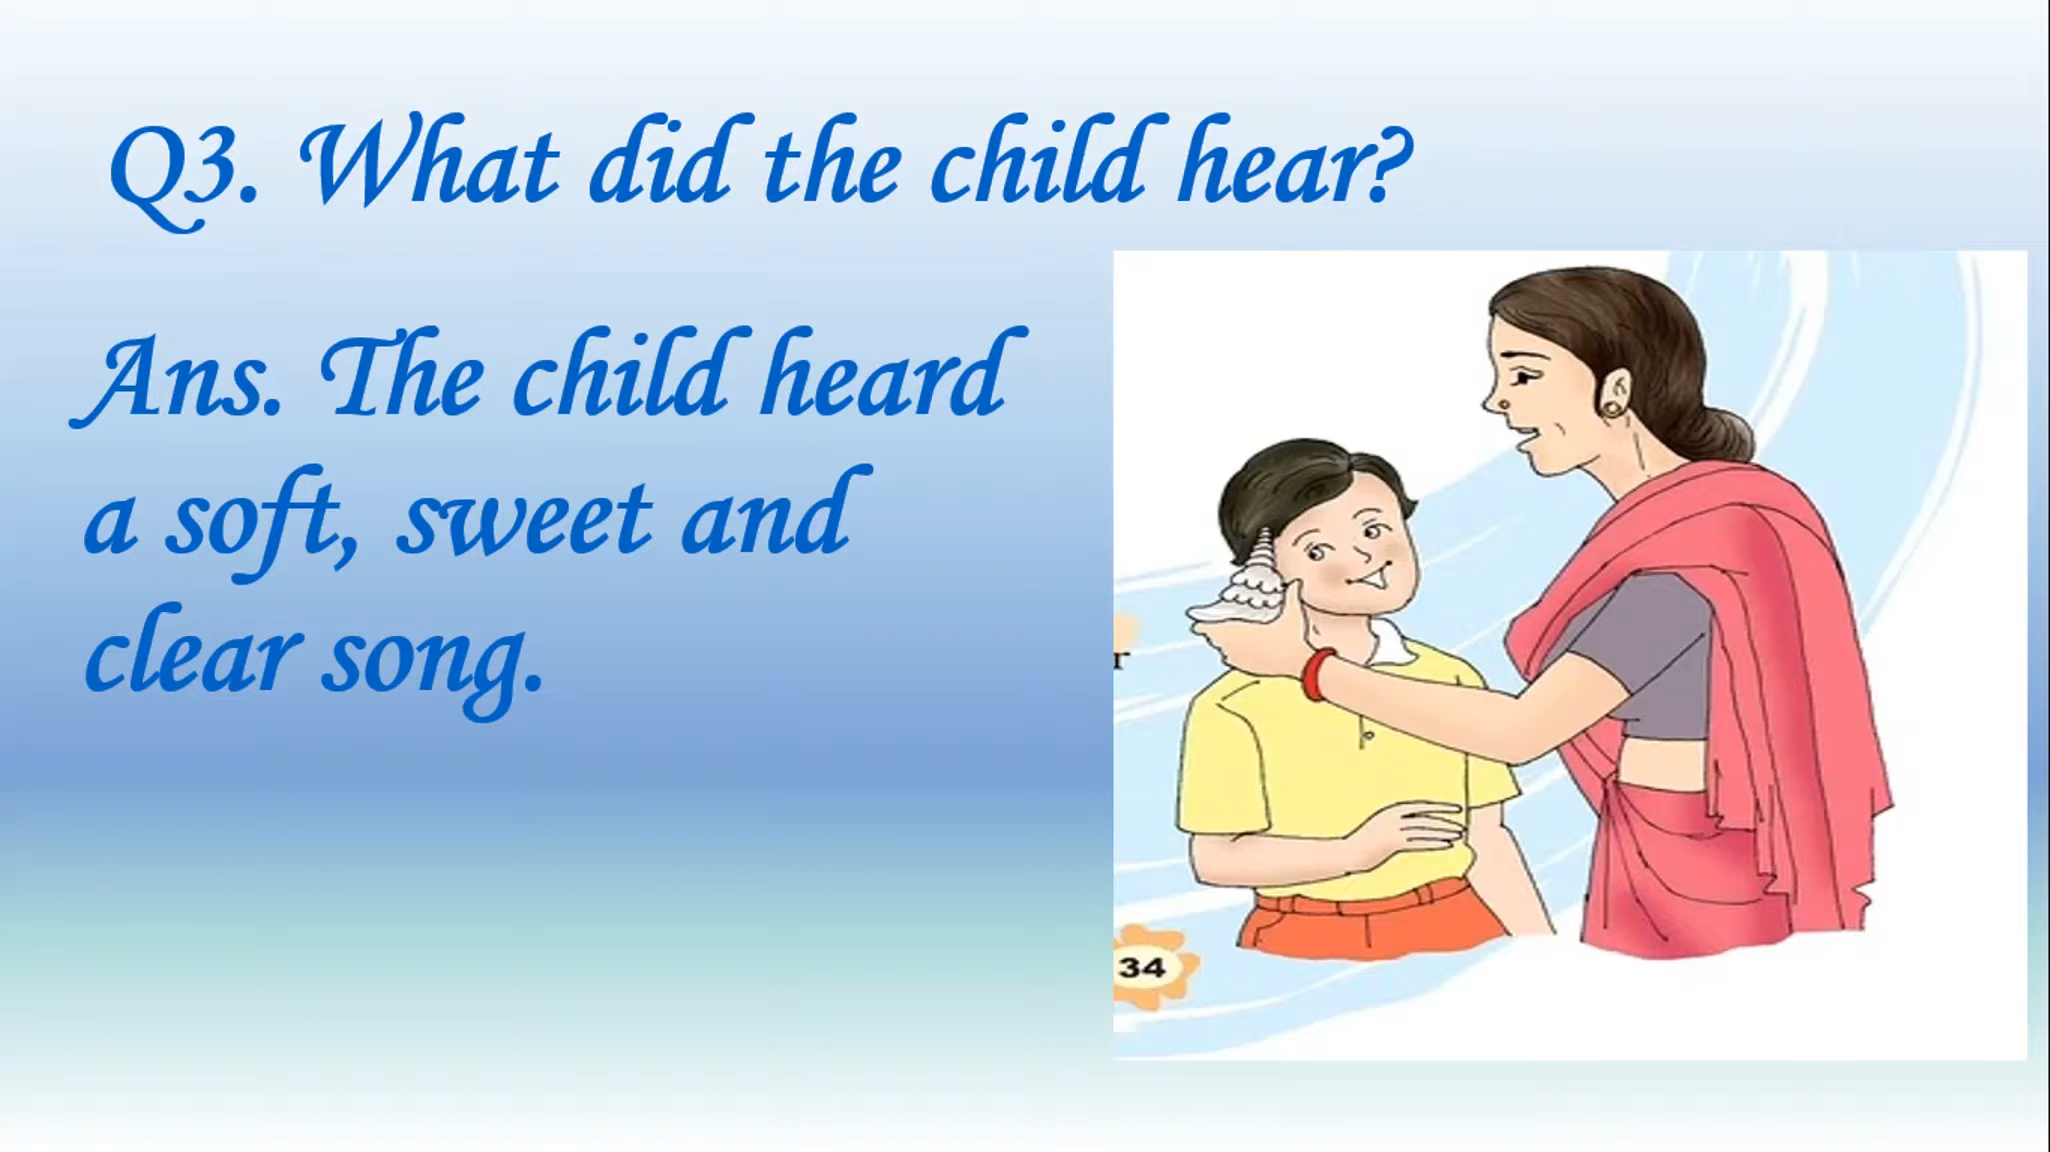 Q3. What did the child hear?
Ans. The child heard
a soft, sweet and
clear song.
r
34